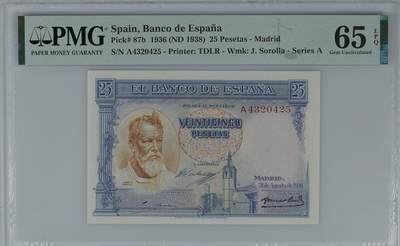 PMG
PAPER MONEY GUARANTY
Spain, Banco de España
Pick# 87b 1936 (ND 1938) 25 Pesetas - Madrid
S/N A4320425 - Printer: TDLR - Wmk: J. Sorolla - Series A
65 EPQ
Gem Uncirculated
25
EL BANCO DE ESPAÑA
25
A4320425
VEINTICINCO
PESETAS
MADRID,